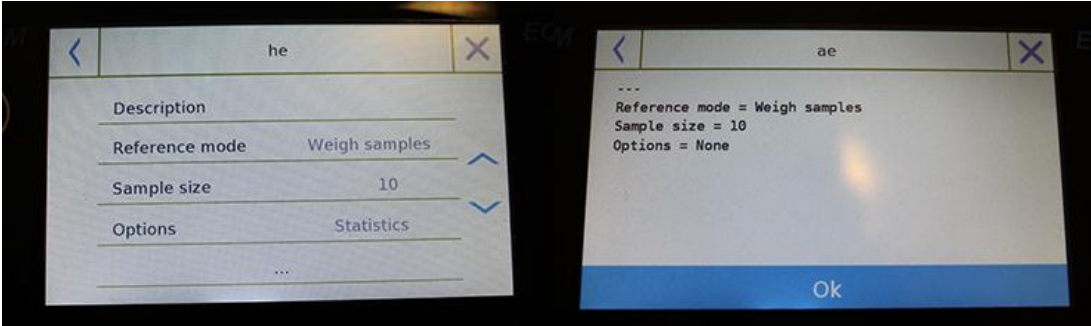 he
Description
Reference mode Weigh samples
Sample size 10
Options Statistics
...
ae
---
Reference mode = Weigh samples
Sample size = 10
Options = None
Ok